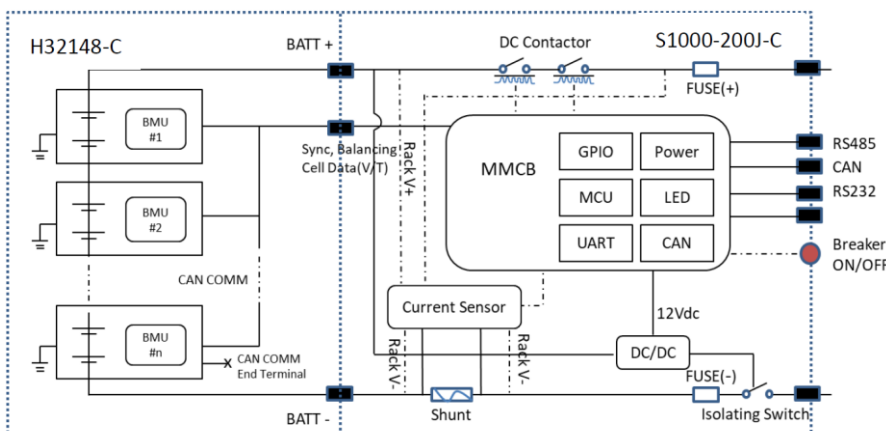 H32148-C
BATT +
DC Contactor
S1000-200J-C
FUSE(+)
BMU
#1
Sync, Balancing
Cell Data(V/T)
Rack V+
MMCB
GPIO
Power
RS485
CAN
MCU
LED
RS232
BMU
#2
UART
CAN
Breaker
ON/OFF
CAN COMM
Current Sensor
12Vdc
BMU
#n
CAN COMM
End Terminal
Rack V-
Rack V-
DC/DC
FUSE(-)
BATT -
Shunt
Isolating Switch